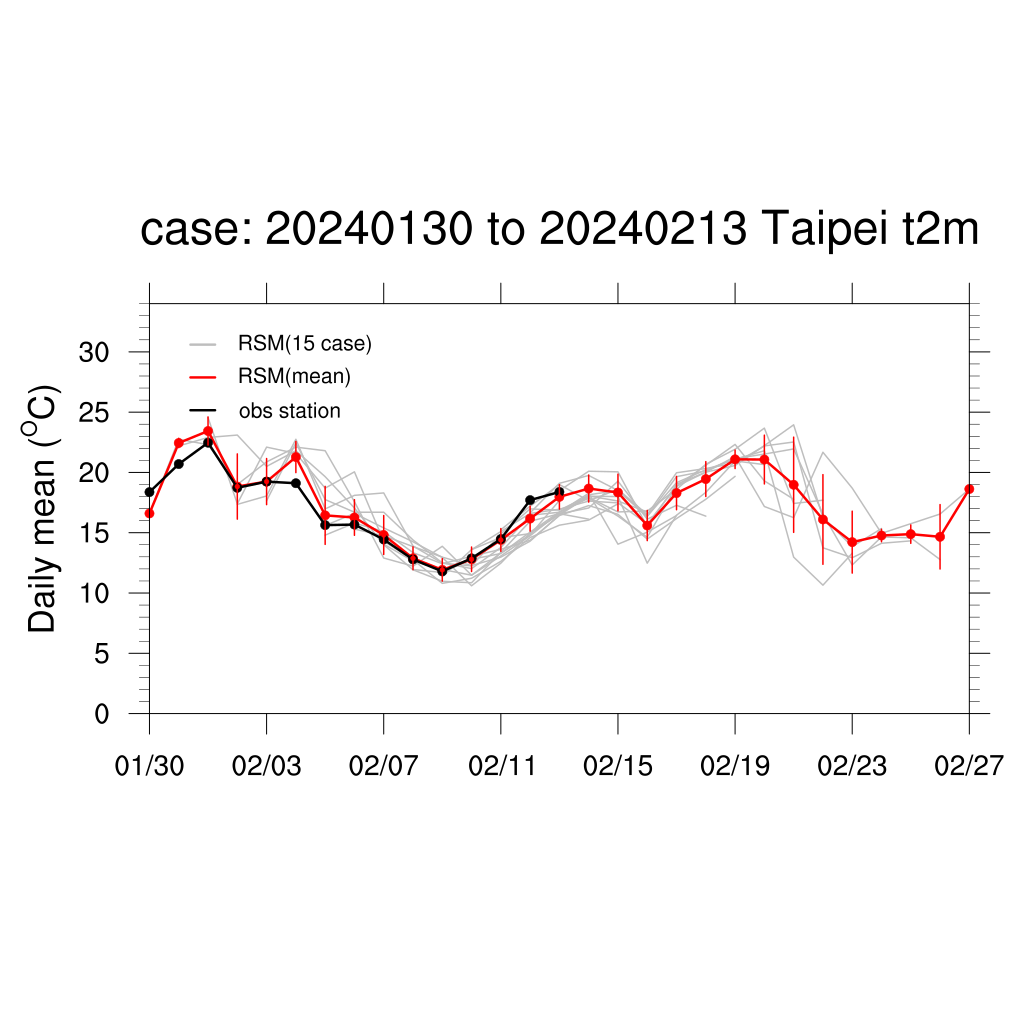 case: 20240130 to 20240213 Taipei t2m
RSM(15 case)
RSM(mean)
obs station
Daily mean (°C)
30
25
20
15
10
5
0
01/30 02/03 02/07 02/11 02/15 02/19 02/23 02/27